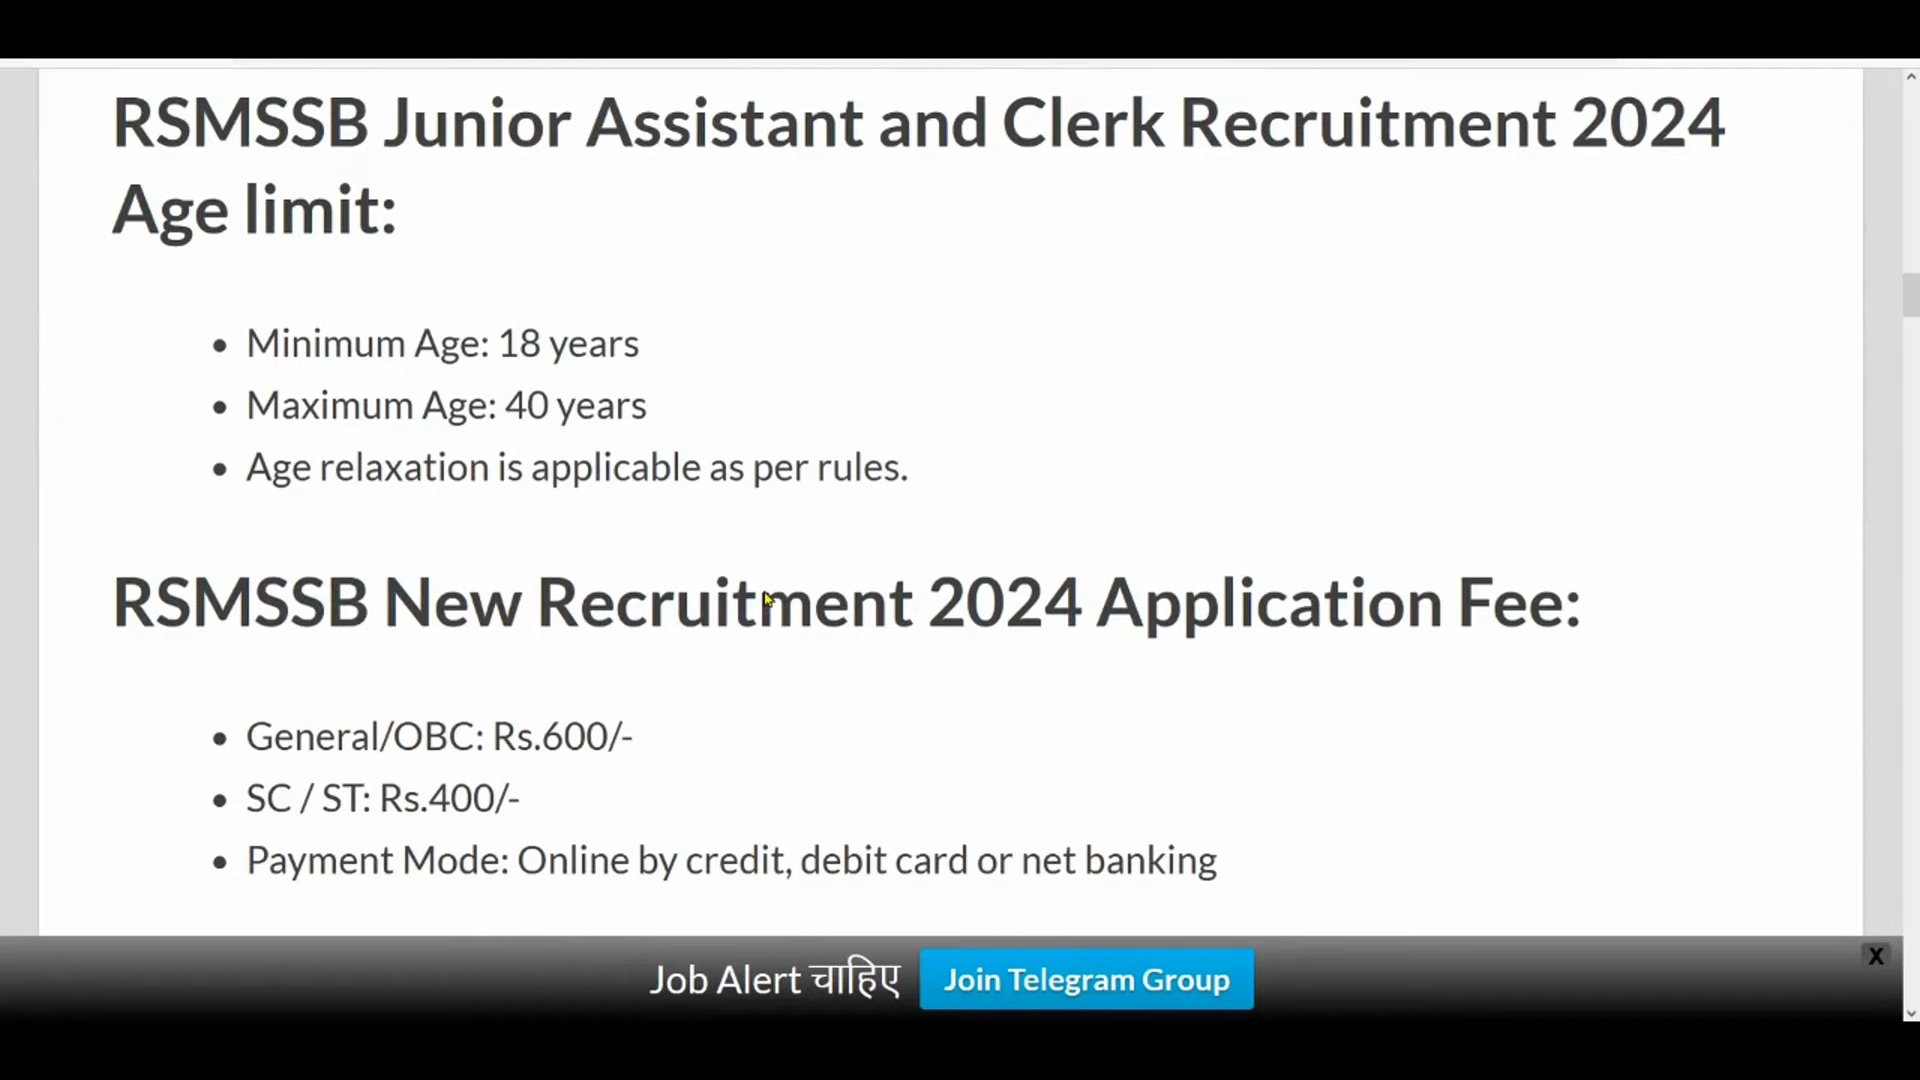 RSMSSB Junior Assistant and Clerk Recruitment 2024
Age limit:
• Minimum Age: 18 years
• Maximum Age: 40 years
• Age relaxation is applicable as per rules.
RSMSSB New Recruitment 2024 Application Fee:
• General/OBC: Rs.600/-
• SC / ST: Rs.400/-
• Payment Mode: Online by credit, debit card or net banking
X
Job Alert चाहिए Join Telegram Group